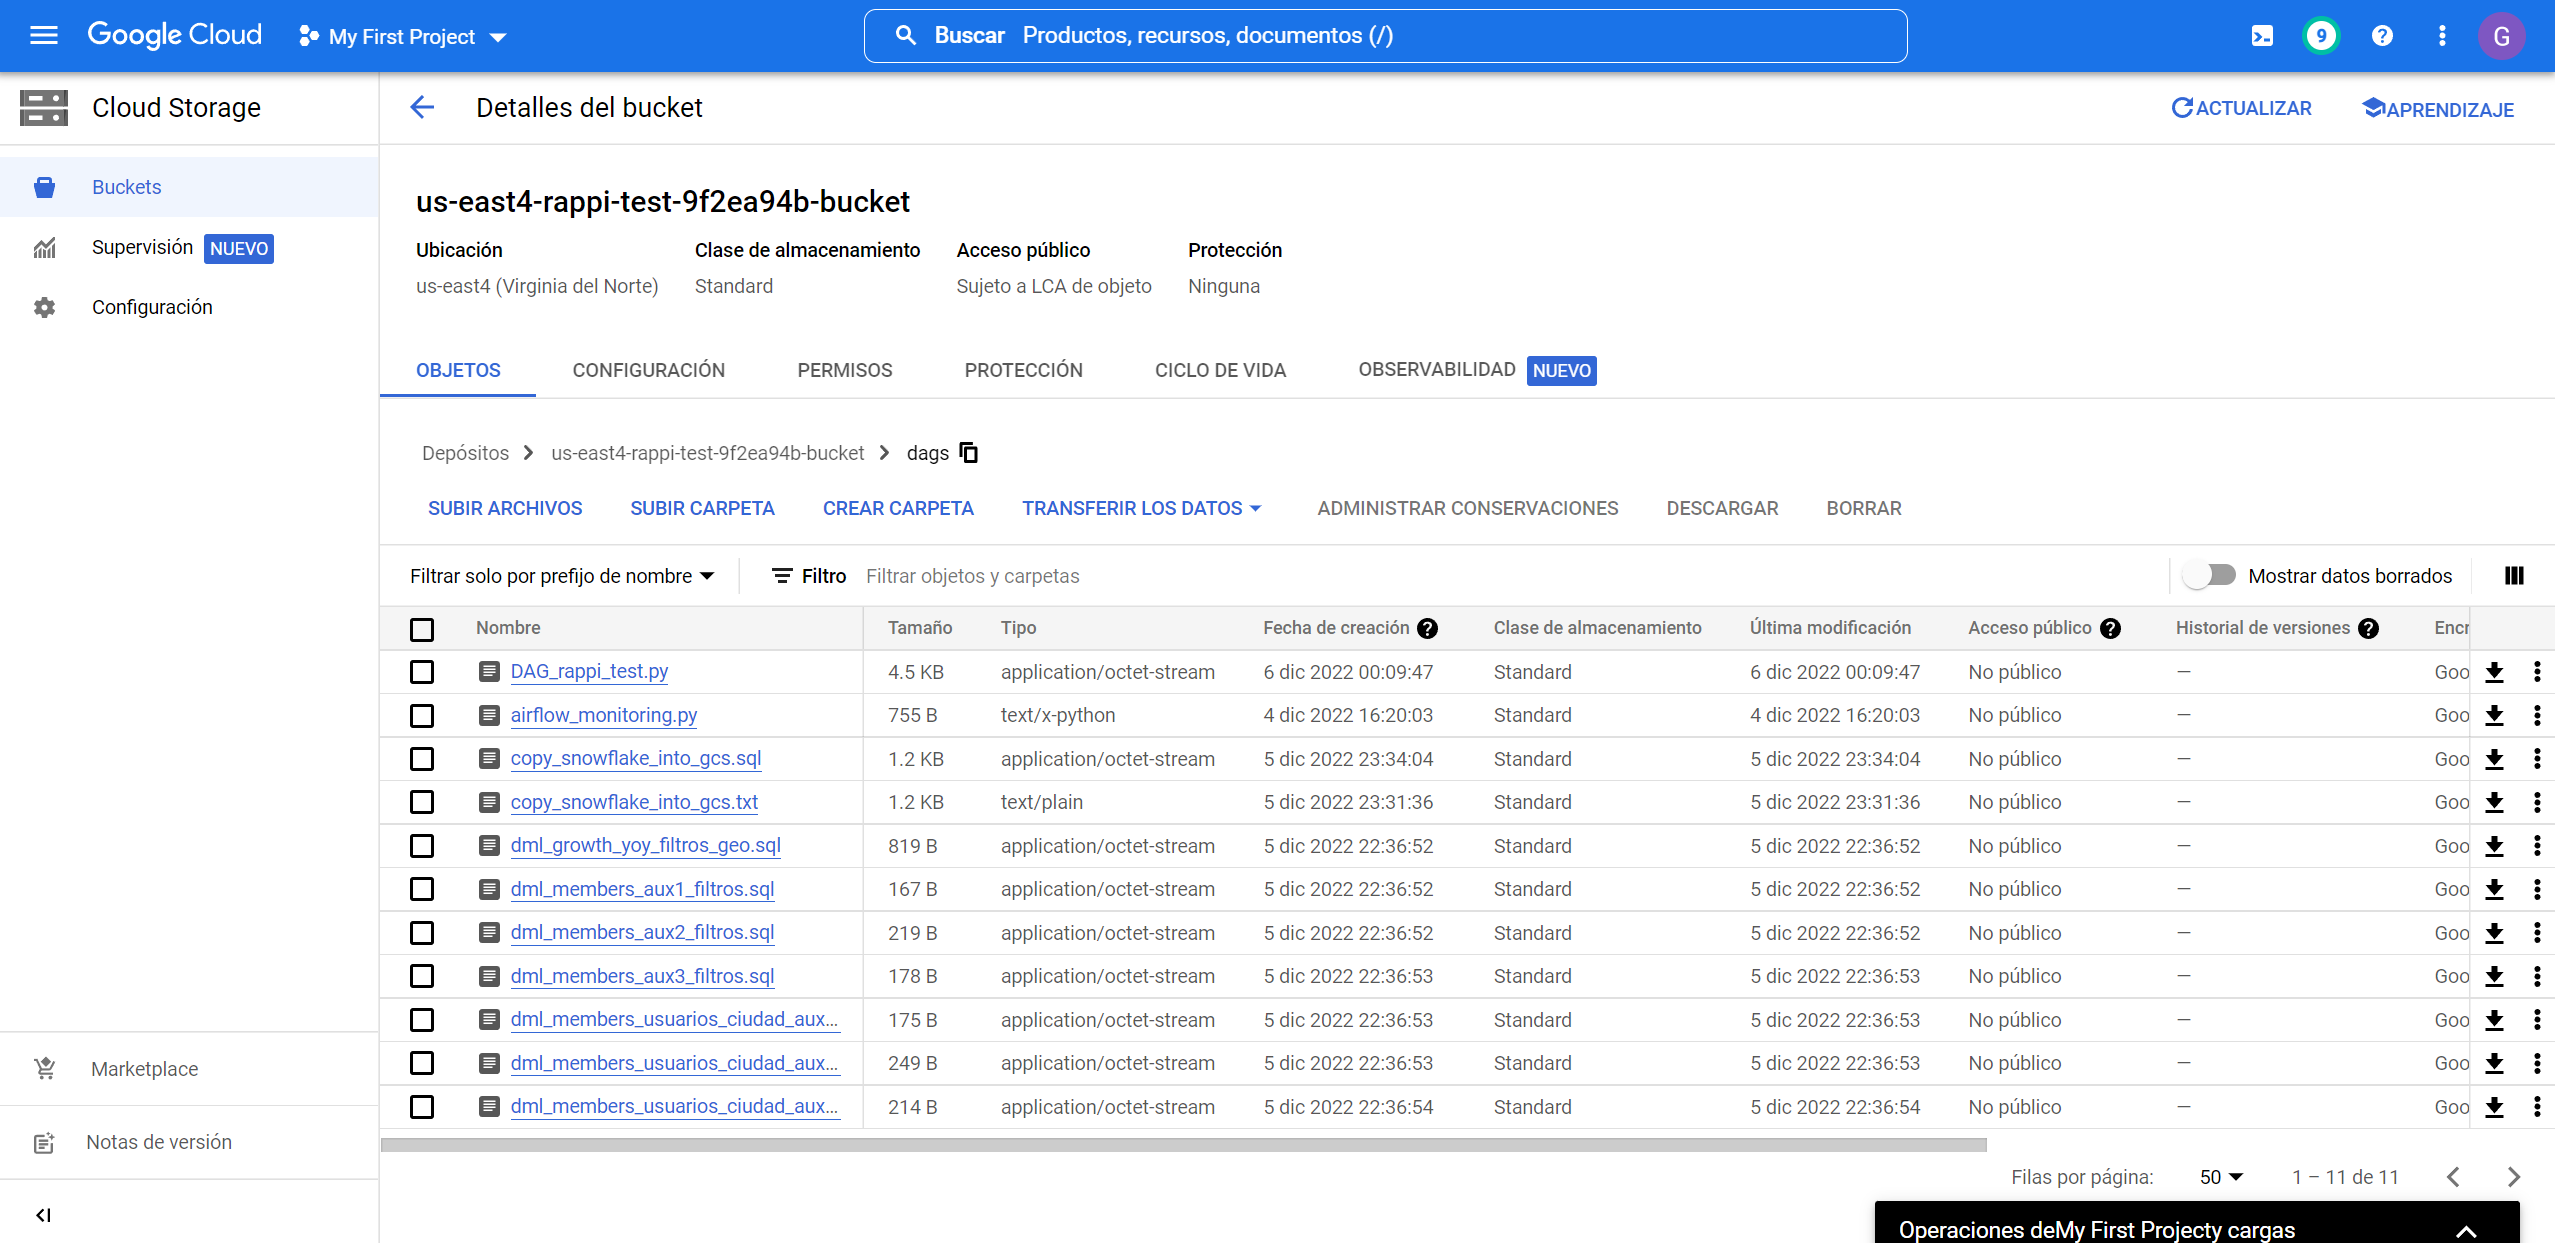 Google Cloud My First Project Buscar Productos, recursos, documentos (/) 9 G
Cloud Storage
Detalles del bucket ACTUALIZAR APRENDIZAJE
Buckets
Supervisión NUEVO
Configuración
Marketplace
Notas de versión
us-east4-rappi-test-9f2ea94b-bucket
Ubicación Clase de almacenamiento Acceso público Protección
us-east4 (Virginia del Norte) Standard Sujeto a LCA de objeto Ninguna
OBJETOS CONFIGURACIÓN PERMISOS PROTECCIÓN CICLO DE VIDA OBSERVABILIDAD NUEVO
Depósitos us-east4-rappi-test-9f2ea94b-bucket dags
SUBIR ARCHIVOS SUBIR CARPETA CREAR CARPETA TRANSFERIR LOS DATOS ADMINISTRAR CONSERVACIONES DESCARGAR BORRAR
Filtrar solo por prefijo de nombre Filtro Filtrar objetos y carpetas Mostrar datos borrados
Nombre Tamaño Tipo Fecha de creación Clase de almacenamiento Última modificación Acceso público Historial de versiones Encr
DAG_rappi_test.py 4.5 KB application/octet-stream 6 dic 2022 00:09:47 Standard 6 dic 2022 00:09:47 No público — Goo
airflow_monitoring.py 755 B text/x-python 4 dic 2022 16:20:03 Standard 4 dic 2022 16:20:03 No público — Goo
copy_snowflake_into_gcs.sql 1.2 KB application/octet-stream 5 dic 2022 23:34:04 Standard 5 dic 2022 23:34:04 No público — Goo
copy_snowflake_into_gcs.txt 1.2 KB text/plain 5 dic 2022 23:31:36 Standard 5 dic 2022 23:31:36 No público — Goo
dml_growth_yoy_filtros_geo.sql 819 B application/octet-stream 5 dic 2022 22:36:52 Standard 5 dic 2022 22:36:52 No público — Goo
dml_members_aux1_filtros.sql 167 B application/octet-stream 5 dic 2022 22:36:52 Standard 5 dic 2022 22:36:52 No público — Goo
dml_members_aux2_filtros.sql 219 B application/octet-stream 5 dic 2022 22:36:52 Standard 5 dic 2022 22:36:52 No público — Goo
dml_members_aux3_filtros.sql 178 B application/octet-stream 5 dic 2022 22:36:53 Standard 5 dic 2022 22:36:53 No público — Goo
dml_members_usuarios_ciudad_aux... 175 B application/octet-stream 5 dic 2022 22:36:53 Standard 5 dic 2022 22:36:53 No público — Goo
dml_members_usuarios_ciudad_aux... 249 B application/octet-stream 5 dic 2022 22:36:53 Standard 5 dic 2022 22:36:53 No público — Goo
dml_members_usuarios_ciudad_aux... 214 B application/octet-stream 5 dic 2022 22:36:54 Standard 5 dic 2022 22:36:54 No público — Goo
Filas por página: 50 1 – 11 de 11
Operaciones deMy First Projecty cargas